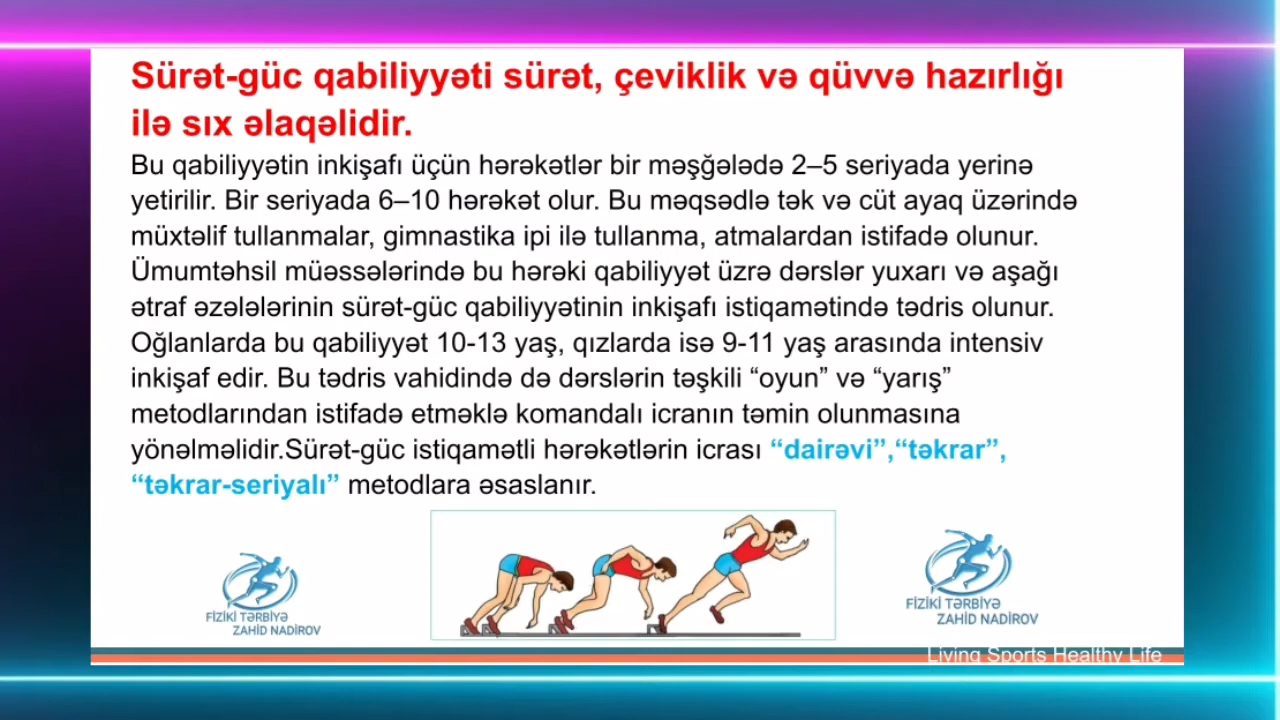 Sürət-güc qabiliyyəti sürət, çeviklik və qüvvə hazırlığı
ilə sıx əlaqəlidir.
Bu qabiliyyətin inkişafı üçün hərəkətlər bir məşğələdə 2–5 seriyada yerinə
yetirilir. Bir seriyada 6–10 hərəkət olur. Bu məqsədlə tək və cüt ayaq üzərində
müxtəlif tullanmalar, gimnastika ipi ilə tullanma, atmalardan istifadə olunur.
Ümumtəhsil müəssələrində bu hərəki qabiliyyət üzrə dərslər yuxarı və aşağı
ətraf əzələlərinin sürət-güc qabiliyyətinin inkişafı istiqamətində tədris olunur.
Oğlanlarda bu qabiliyyət 10-13 yaş, qızlarda isə 9-11 yaş arasında intensiv
inkişaf edir. Bu tədris vahidində də dərslərin təşkili “oyun” və “yarış”
metodlarından istifadə etməklə komandalı icranın təmin olunmasına
yönəlməlidir.Sürət-güc istiqamətli hərəkətlərin icrası “dairəvi”,“təkrar”,
“təkrar-seriyalı” metodlara əsaslanır.
FİZİKİ TƏRBİYƏ
ZAHİD NADİROV
FİZİKİ TƏRBİYƏ
ZAHİD NADİROV
Living Sports Healthy Life